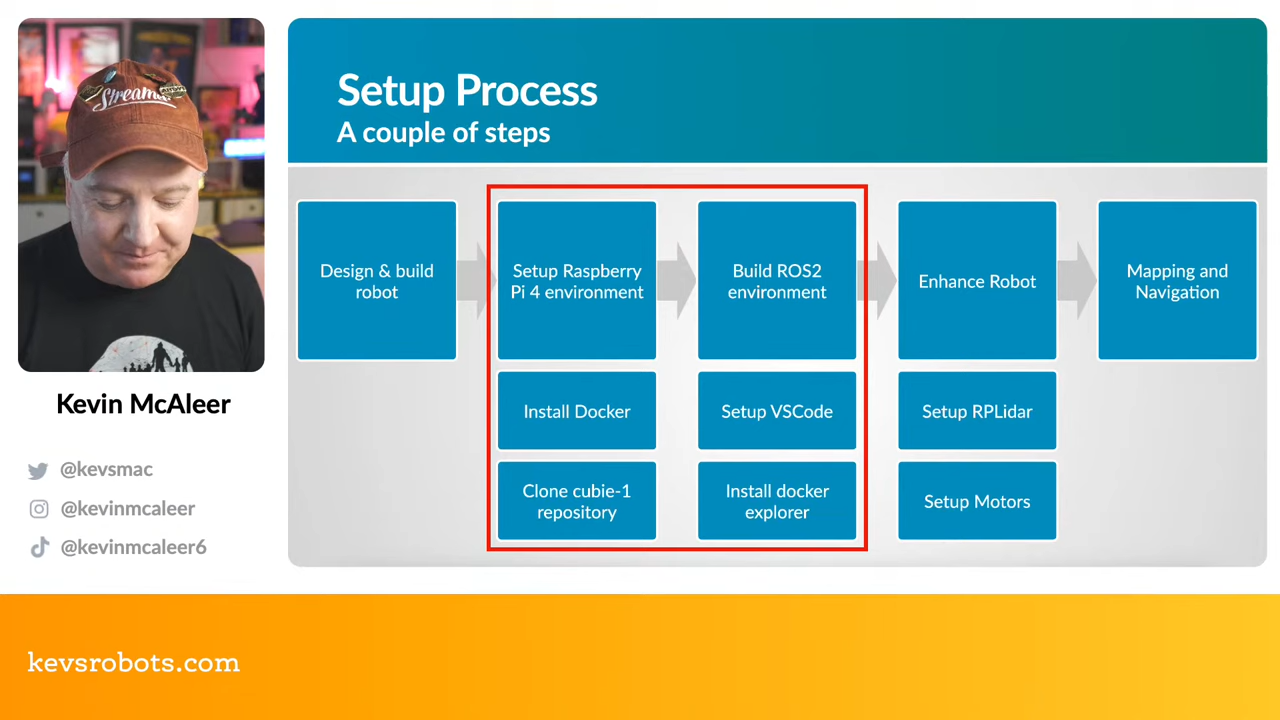 Stream
Setup Process
A couple of steps
Design & build
robot
Setup Raspberry
Pi 4 environment
Build ROS2
environment
Enhance Robot
Mapping and
Navigation
Install Docker
Setup VSCode
Setup RPLidar
Clone cubie-1
repository
Install docker
explorer
Setup Motors
Kevin McAleer
@kevsmac
@kevinmcaleer
@kevinmcaleer6
kevsrobots.com